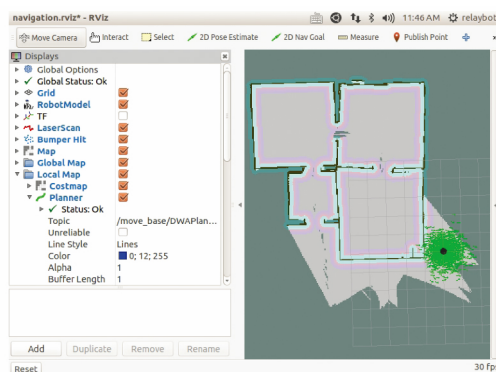 navigation.rviz* - RViz
11:46 AM
relaybot
Move Camera
Interact
Select
2D Pose Estimate
2D Nav Goal
Measure
Publish Point
Displays
Global Options
Global Status: Ok
Grid
RobotModel
TF
LaserScan
Bumper Hit
Map
Global Map
Local Map
Costmap
Planner
Status: Ok
Topic /move_base/DWAPlan...
Unreliable
Line Style Lines
Color 0; 12; 255
Alpha 1
Buffer Length 1
Add Duplicate Remove Rename
Reset
30 fps